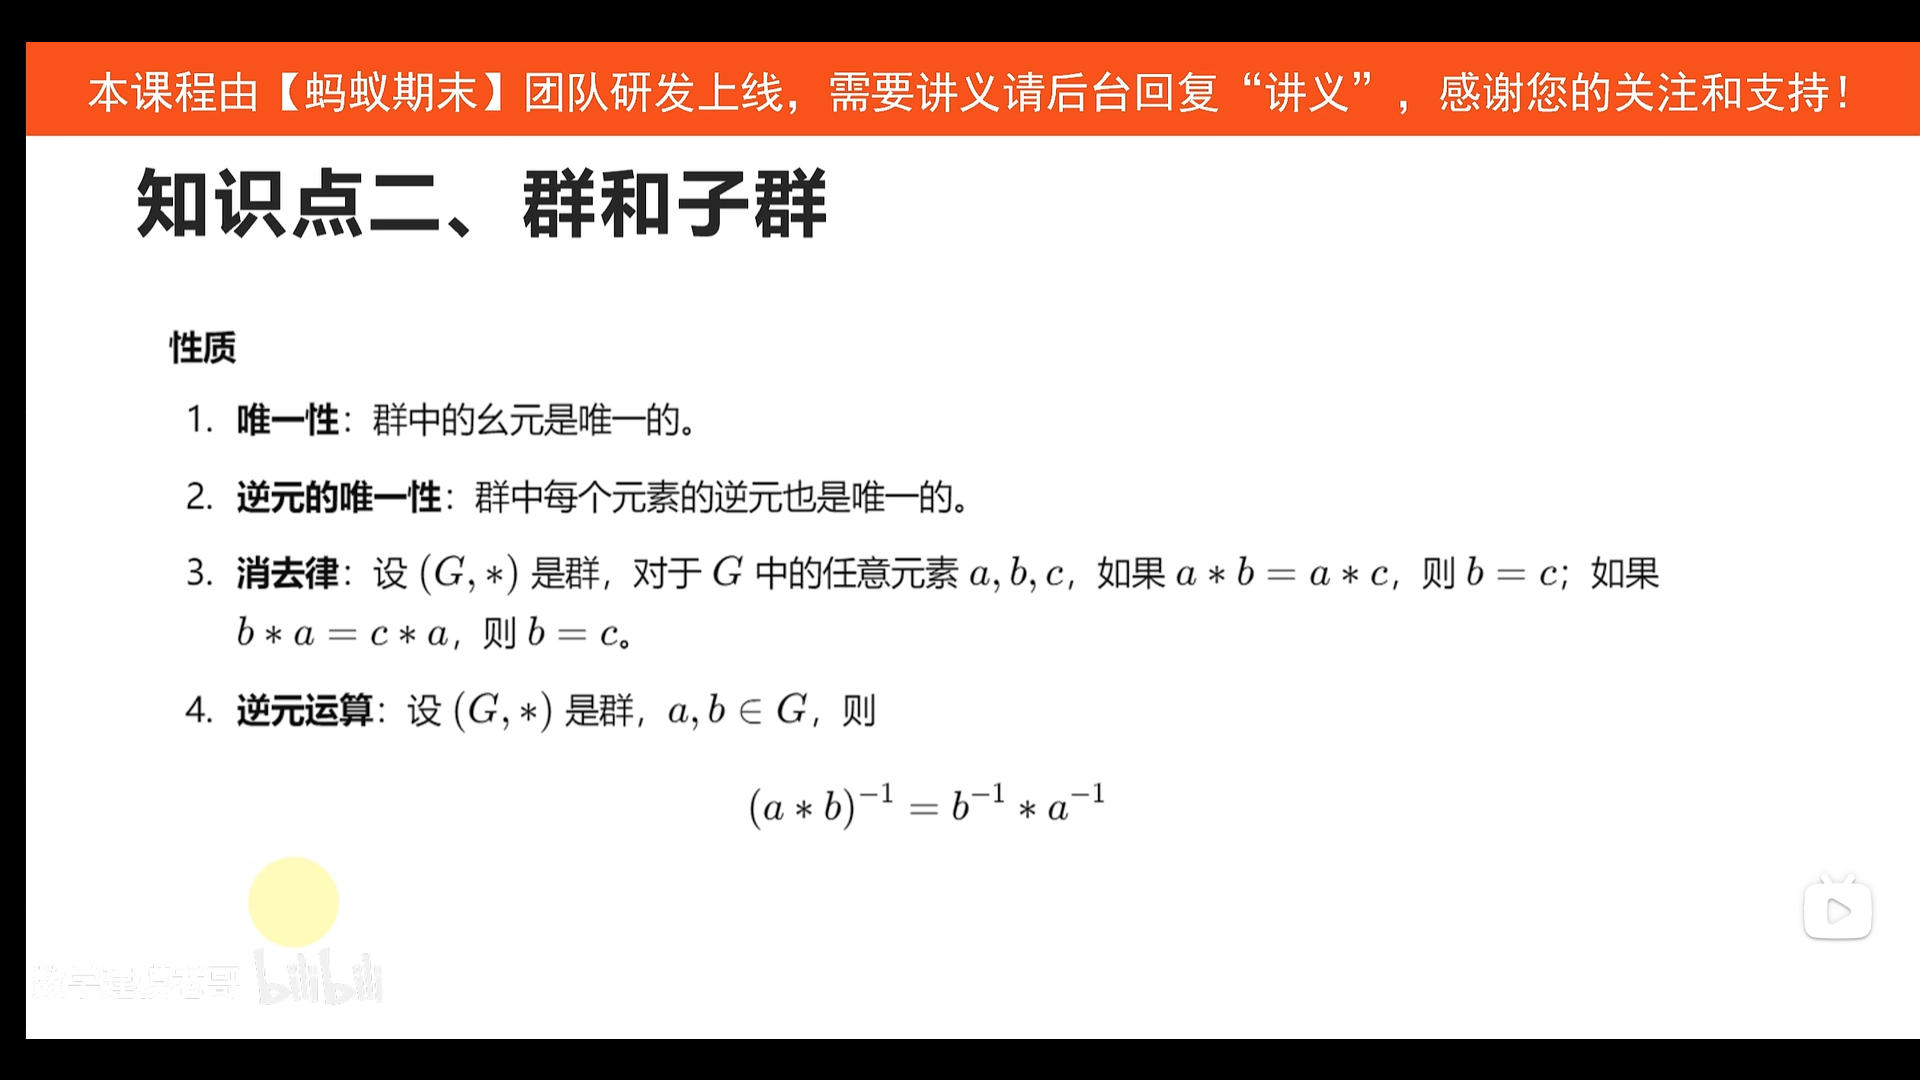 本课程由【蚂蚁期末】团队研发上线，需要讲义请后台回复“讲义”，感谢您的关注和支持！
知识点二、群和子群
性质
1. 唯一性：群中的幺元是唯一的。
2. 逆元的唯一性：群中每个元素的逆元也是唯一的。
3. 消去律：设 (G, ∗) 是群，对于 G 中的任意元素 a, b, c，如果 a ∗ b = a ∗ c，则 b = c；如果
b ∗ a = c ∗ a，则 b = c。
4. 逆元运算：设 (G, ∗) 是群，a, b ∈ G，则
(a ∗ b)⁻¹ = b⁻¹ ∗ a⁻¹
数学建模老哥 bilibili